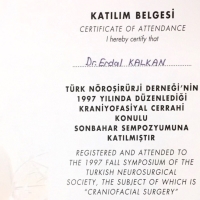 KATILIM BELGESİ
CERTIFICATE OF ATTENDANCE
I hereby certify that
Dr. Erdal KALKAN
TÜRK NÖROŞİRÜRJİ DERNEĞİ'NİN
1997 YILINDA DÜZENLEDİĞİ
KRANİYOFASİYAL CERRAHİ
KONULU
SONBAHAR SEMPOZYUMUNA
KATILMIŞTIR
REGISTERED AND ATTENDED TO
THE 1997 FALL SYMPOSIUM OF THE
TURKISH NEUROSURGICAL
SOCIETY, THE SUBJECT OF WHICH IS
"CRANIOFACIAL SURGERY"